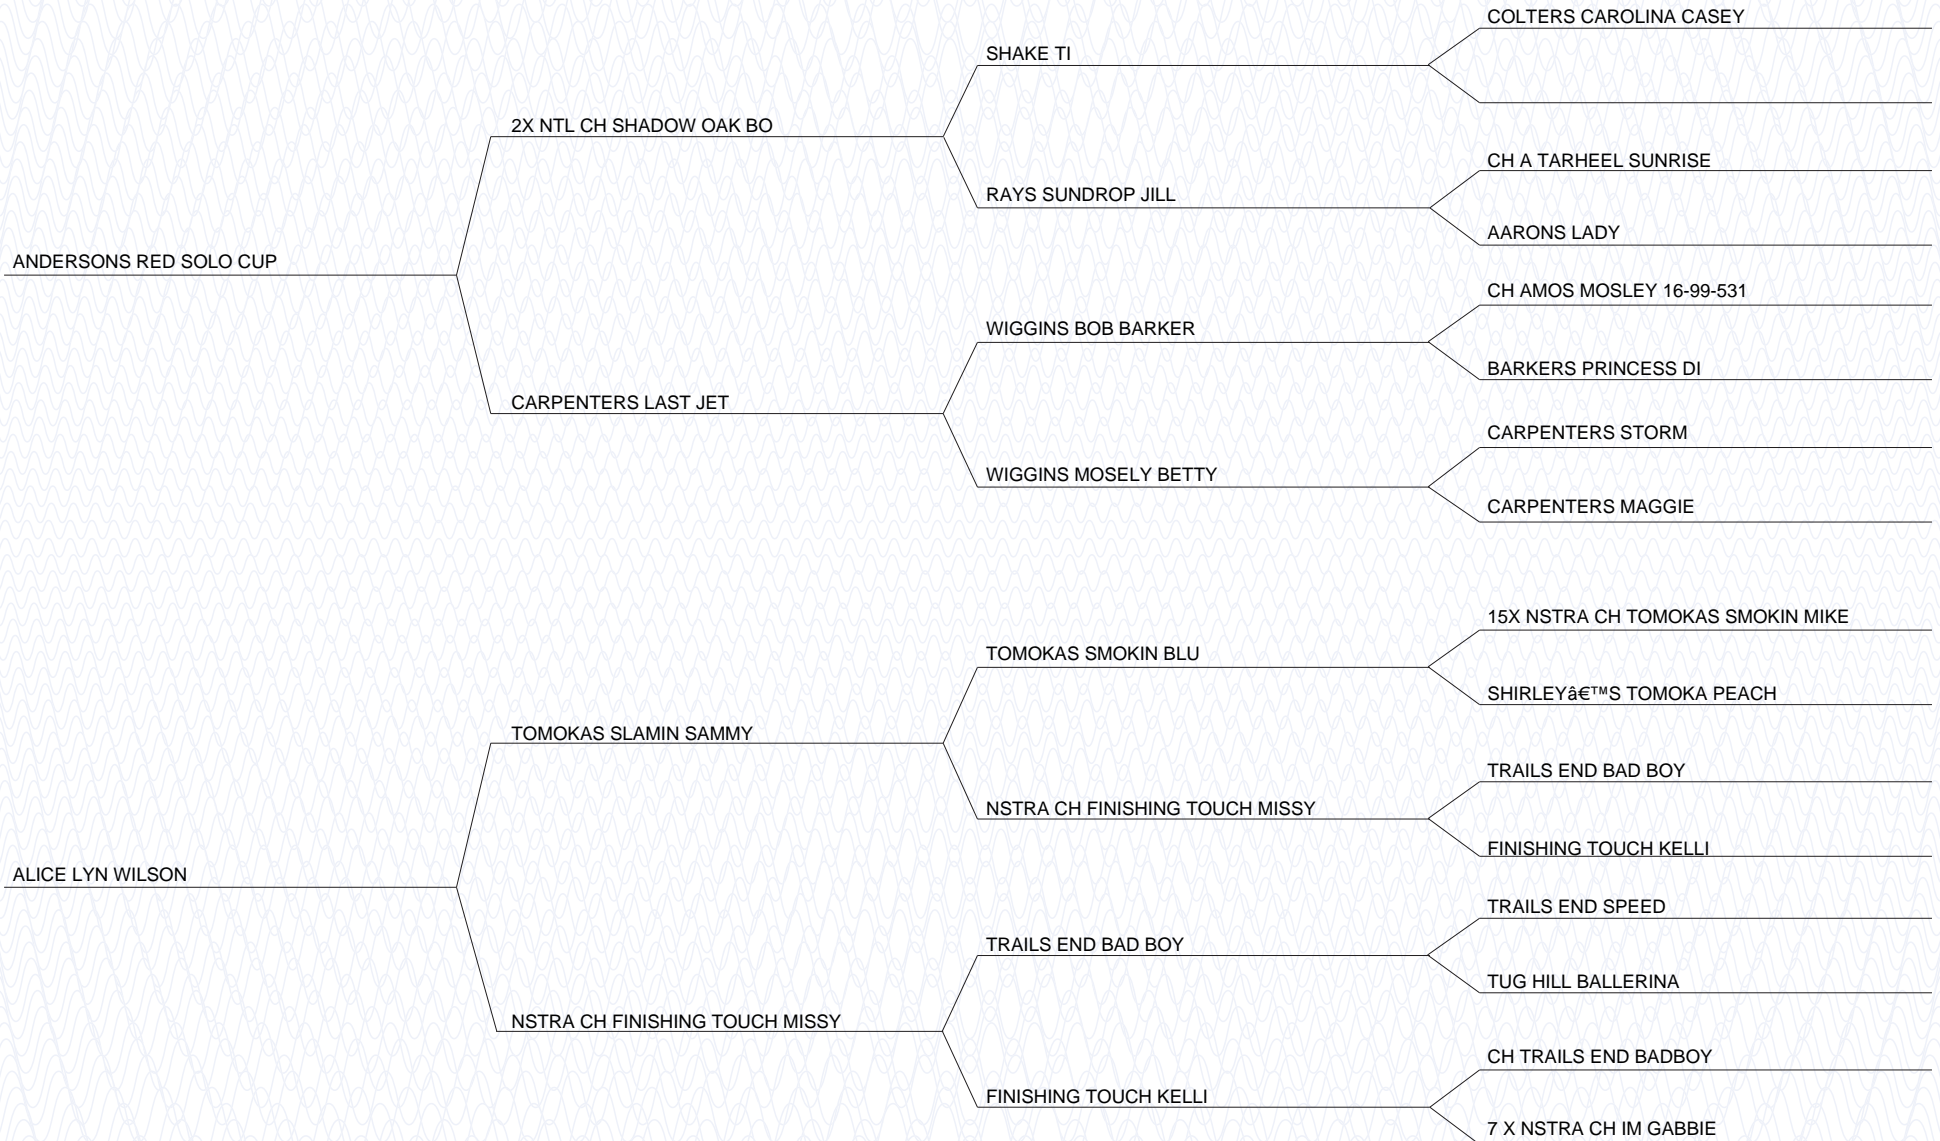 COLTERS CAROLINA CASEY
SHAKE TI
2X NTL CH SHADOW OAK BO
CH A TARHEEL SUNRISE
RAYS SUNDROP JILL
AARONS LADY
ANDERSONS RED SOLO CUP
CH AMOS MOSLEY 16-99-531
WIGGINS BOB BARKER
BARKERS PRINCESS DI
CARPENTERS LAST JET
CARPENTERS STORM
WIGGINS MOSELY BETTY
CARPENTERS MAGGIE
15X NSTRA CH TOMOKAS SMOKIN MIKE
TOMOKAS SMOKIN BLU
SHIRLEY’S TOMOKA PEACH
TOMOKAS SLAMIN SAMMY
TRAILS END BAD BOY
NSTRA CH FINISHING TOUCH MISSY
FINISHING TOUCH KELLI
ALICE LYN WILSON
TRAILS END SPEED
TRAILS END BAD BOY
TUG HILL BALLERINA
NSTRA CH FINISHING TOUCH MISSY
CH TRAILS END BADBOY
FINISHING TOUCH KELLI
7 X NSTRA CH IM GABBIE